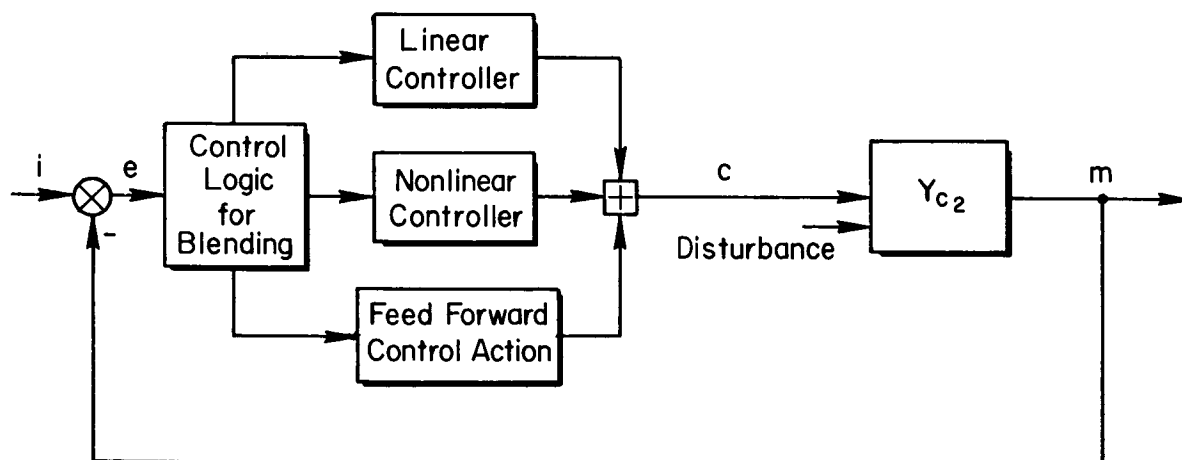 Linear
Controller
i
e
-
Control
Logic
for
Blending
Nonlinear
Controller
+
c
Disturbance
Yc2
m
Feed Forward
Control Action